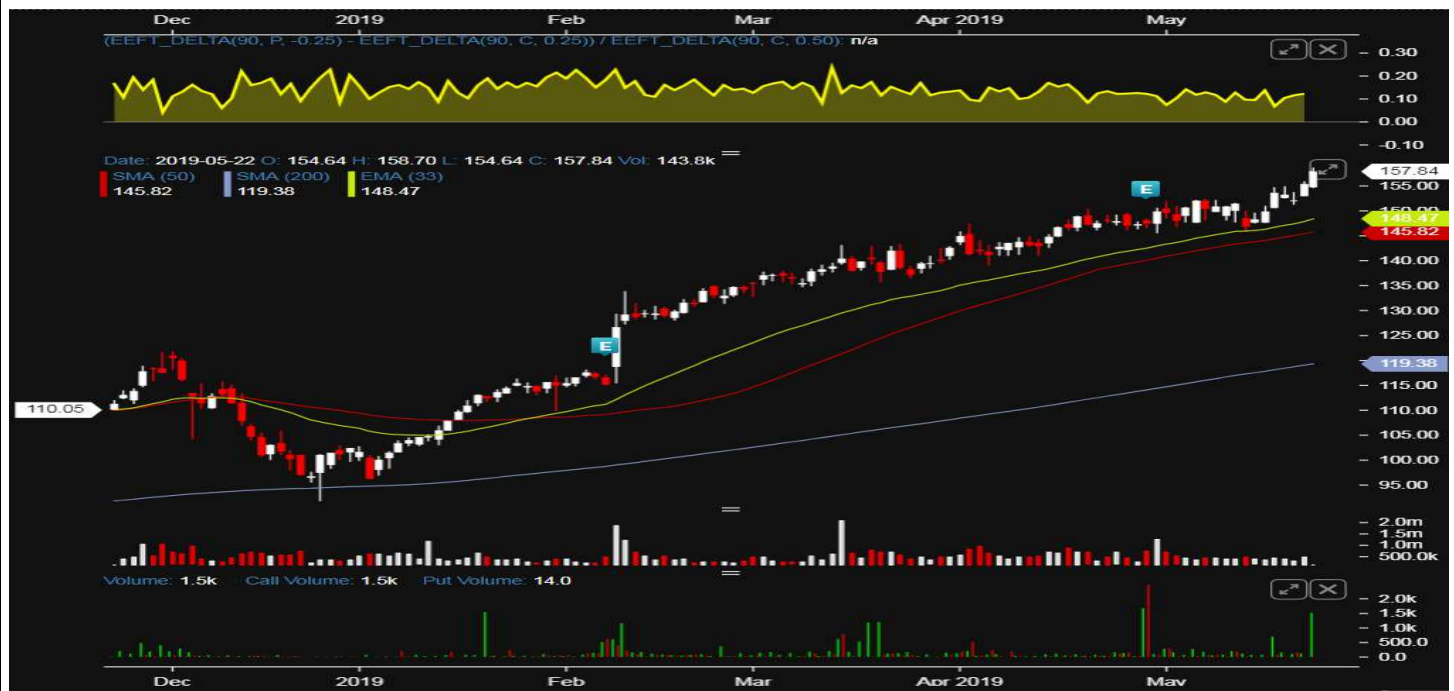 Dec 2019 Feb Mar Apr 2019 May
(EEFT_DELTA(90, P, -0.25) - EEFT_DELTA(90, C, 0.25)) / EEFT_DELTA(90, C, 0.50): n/a
0.30
0.20
0.10
0.00
-0.10
Date: 2019-05-22 O: 154.64 H: 158.70 L: 154.64 C: 157.84 Vol: 143.8k
SMA (50) SMA (200) EMA (33)
145.82 119.38 148.47
157.84
155.00
E
150.00
148.47
145.82
140.00
135.00
130.00
125.00
E
119.38
115.00
110.05
110.00
105.00
100.00
95.00
2.0m
1.5m
1.0m
500.0k
Volume: 1.5k Call Volume: 1.5k Put Volume: 14.0
2.0k
1.5k
1.0k
500.0
0.0
Dec 2019 Feb Mar Apr 2019 May